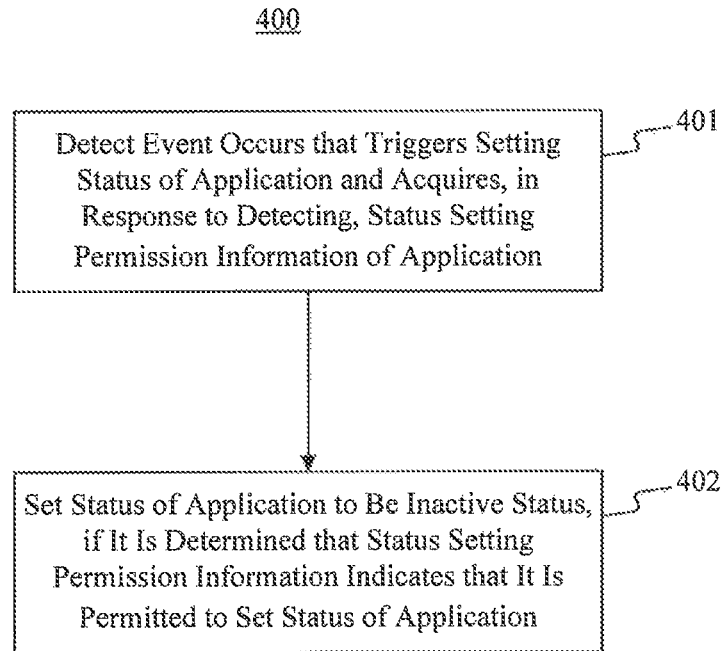 400
Detect Event Occurs that Triggers Setting
Status of Application and Acquires, in
Response to Detecting, Status Setting
Permission Information of Application
401
Set Status of Application to Be Inactive Status,
if It Is Determined that Status Setting
Permission Information Indicates that It Is
Permitted to Set Status of Application
402